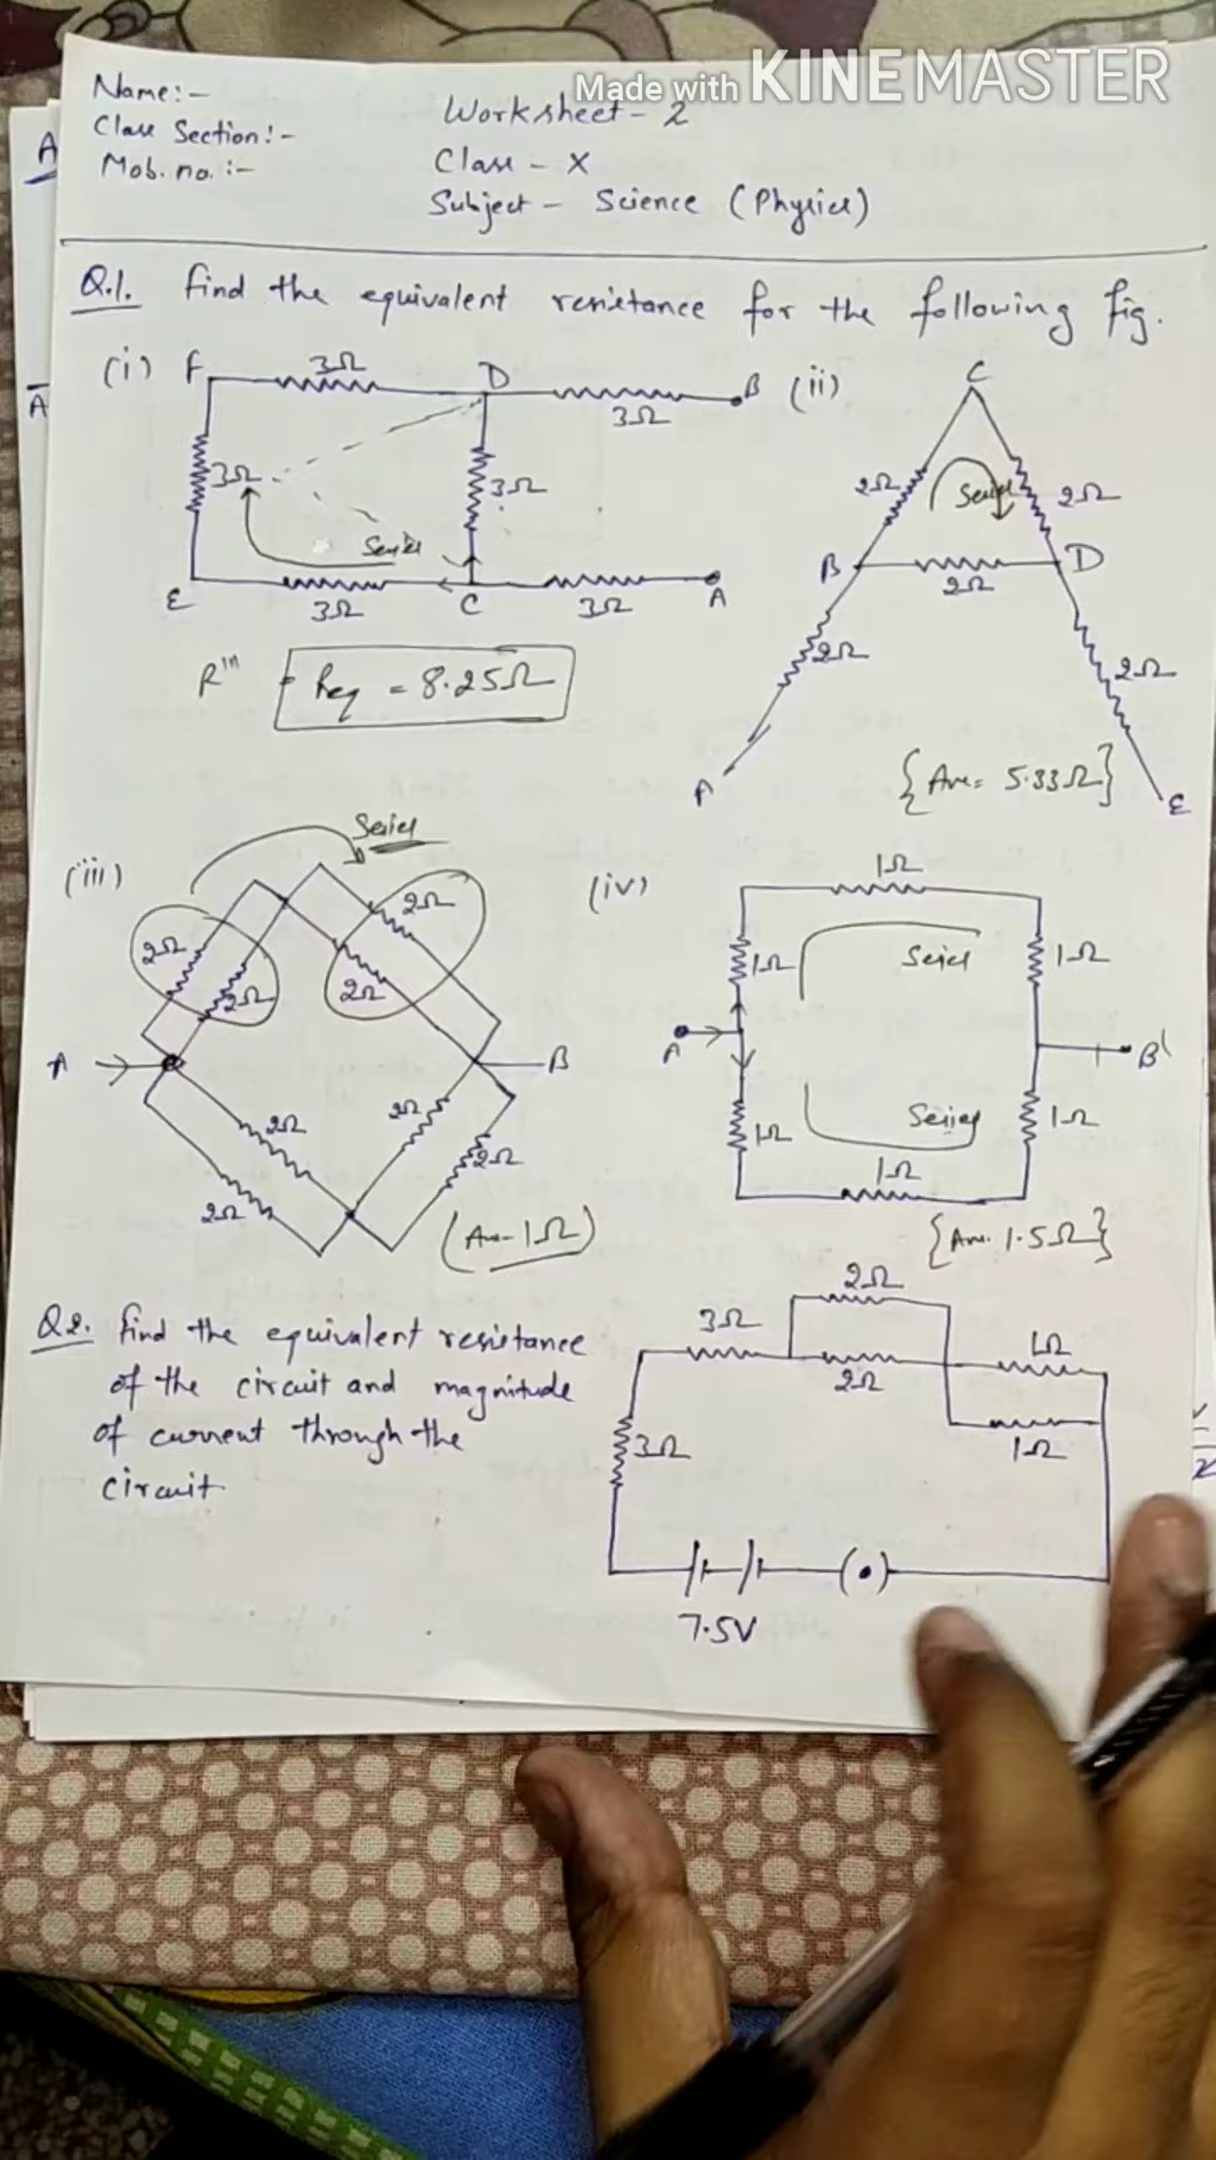 Made with KINEMASTER
Name:-
Class Section:-
Mob. no. :-
Worksheet - 2
Class - X
Subject - Science (Physics)
A
A
Q.1. Find the equivalent resistance for the following fig.
(i) F 3Ω D B
3Ω
3Ω
3Ω
Series
E 3Ω C 3Ω A
R'''
Req = 8.25Ω
(ii) C
2Ω Series 2Ω
B 2Ω D
2Ω 2Ω
A E
{Ans= 5.33Ω}
(iii) Series
2Ω 2Ω
2Ω 2Ω
A B
2Ω 2Ω
2Ω 2Ω
(Ans- 1Ω)
(iv) 1Ω
1Ω Series 1Ω
A B
1Ω Series 1Ω
1Ω
{Ans. 1.5Ω}
Q2. Find the equivalent resistance
of the circuit and magnitude
of current through the
circuit.
2Ω
3Ω 1Ω
2Ω
3Ω 1Ω
7.5V